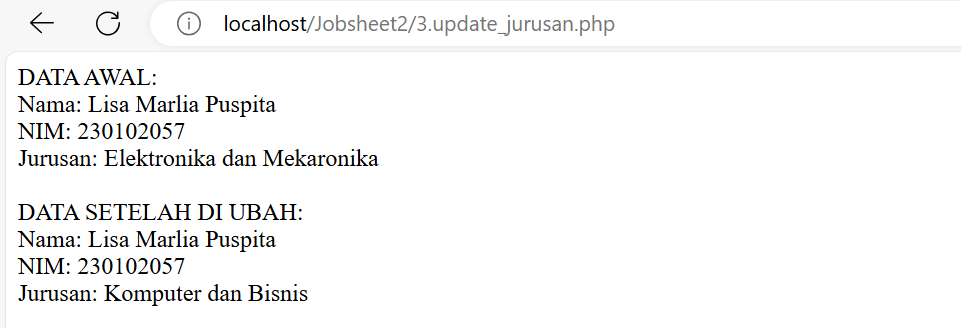 localhost/Jobsheet2/3.update_jurusan.php
DATA AWAL:
Nama: Lisa Marlia Puspita
NIM: 230102057
Jurusan: Elektronika dan Mekaronika
DATA SETELAH DI UBAH:
Nama: Lisa Marlia Puspita
NIM: 230102057
Jurusan: Komputer dan Bisnis